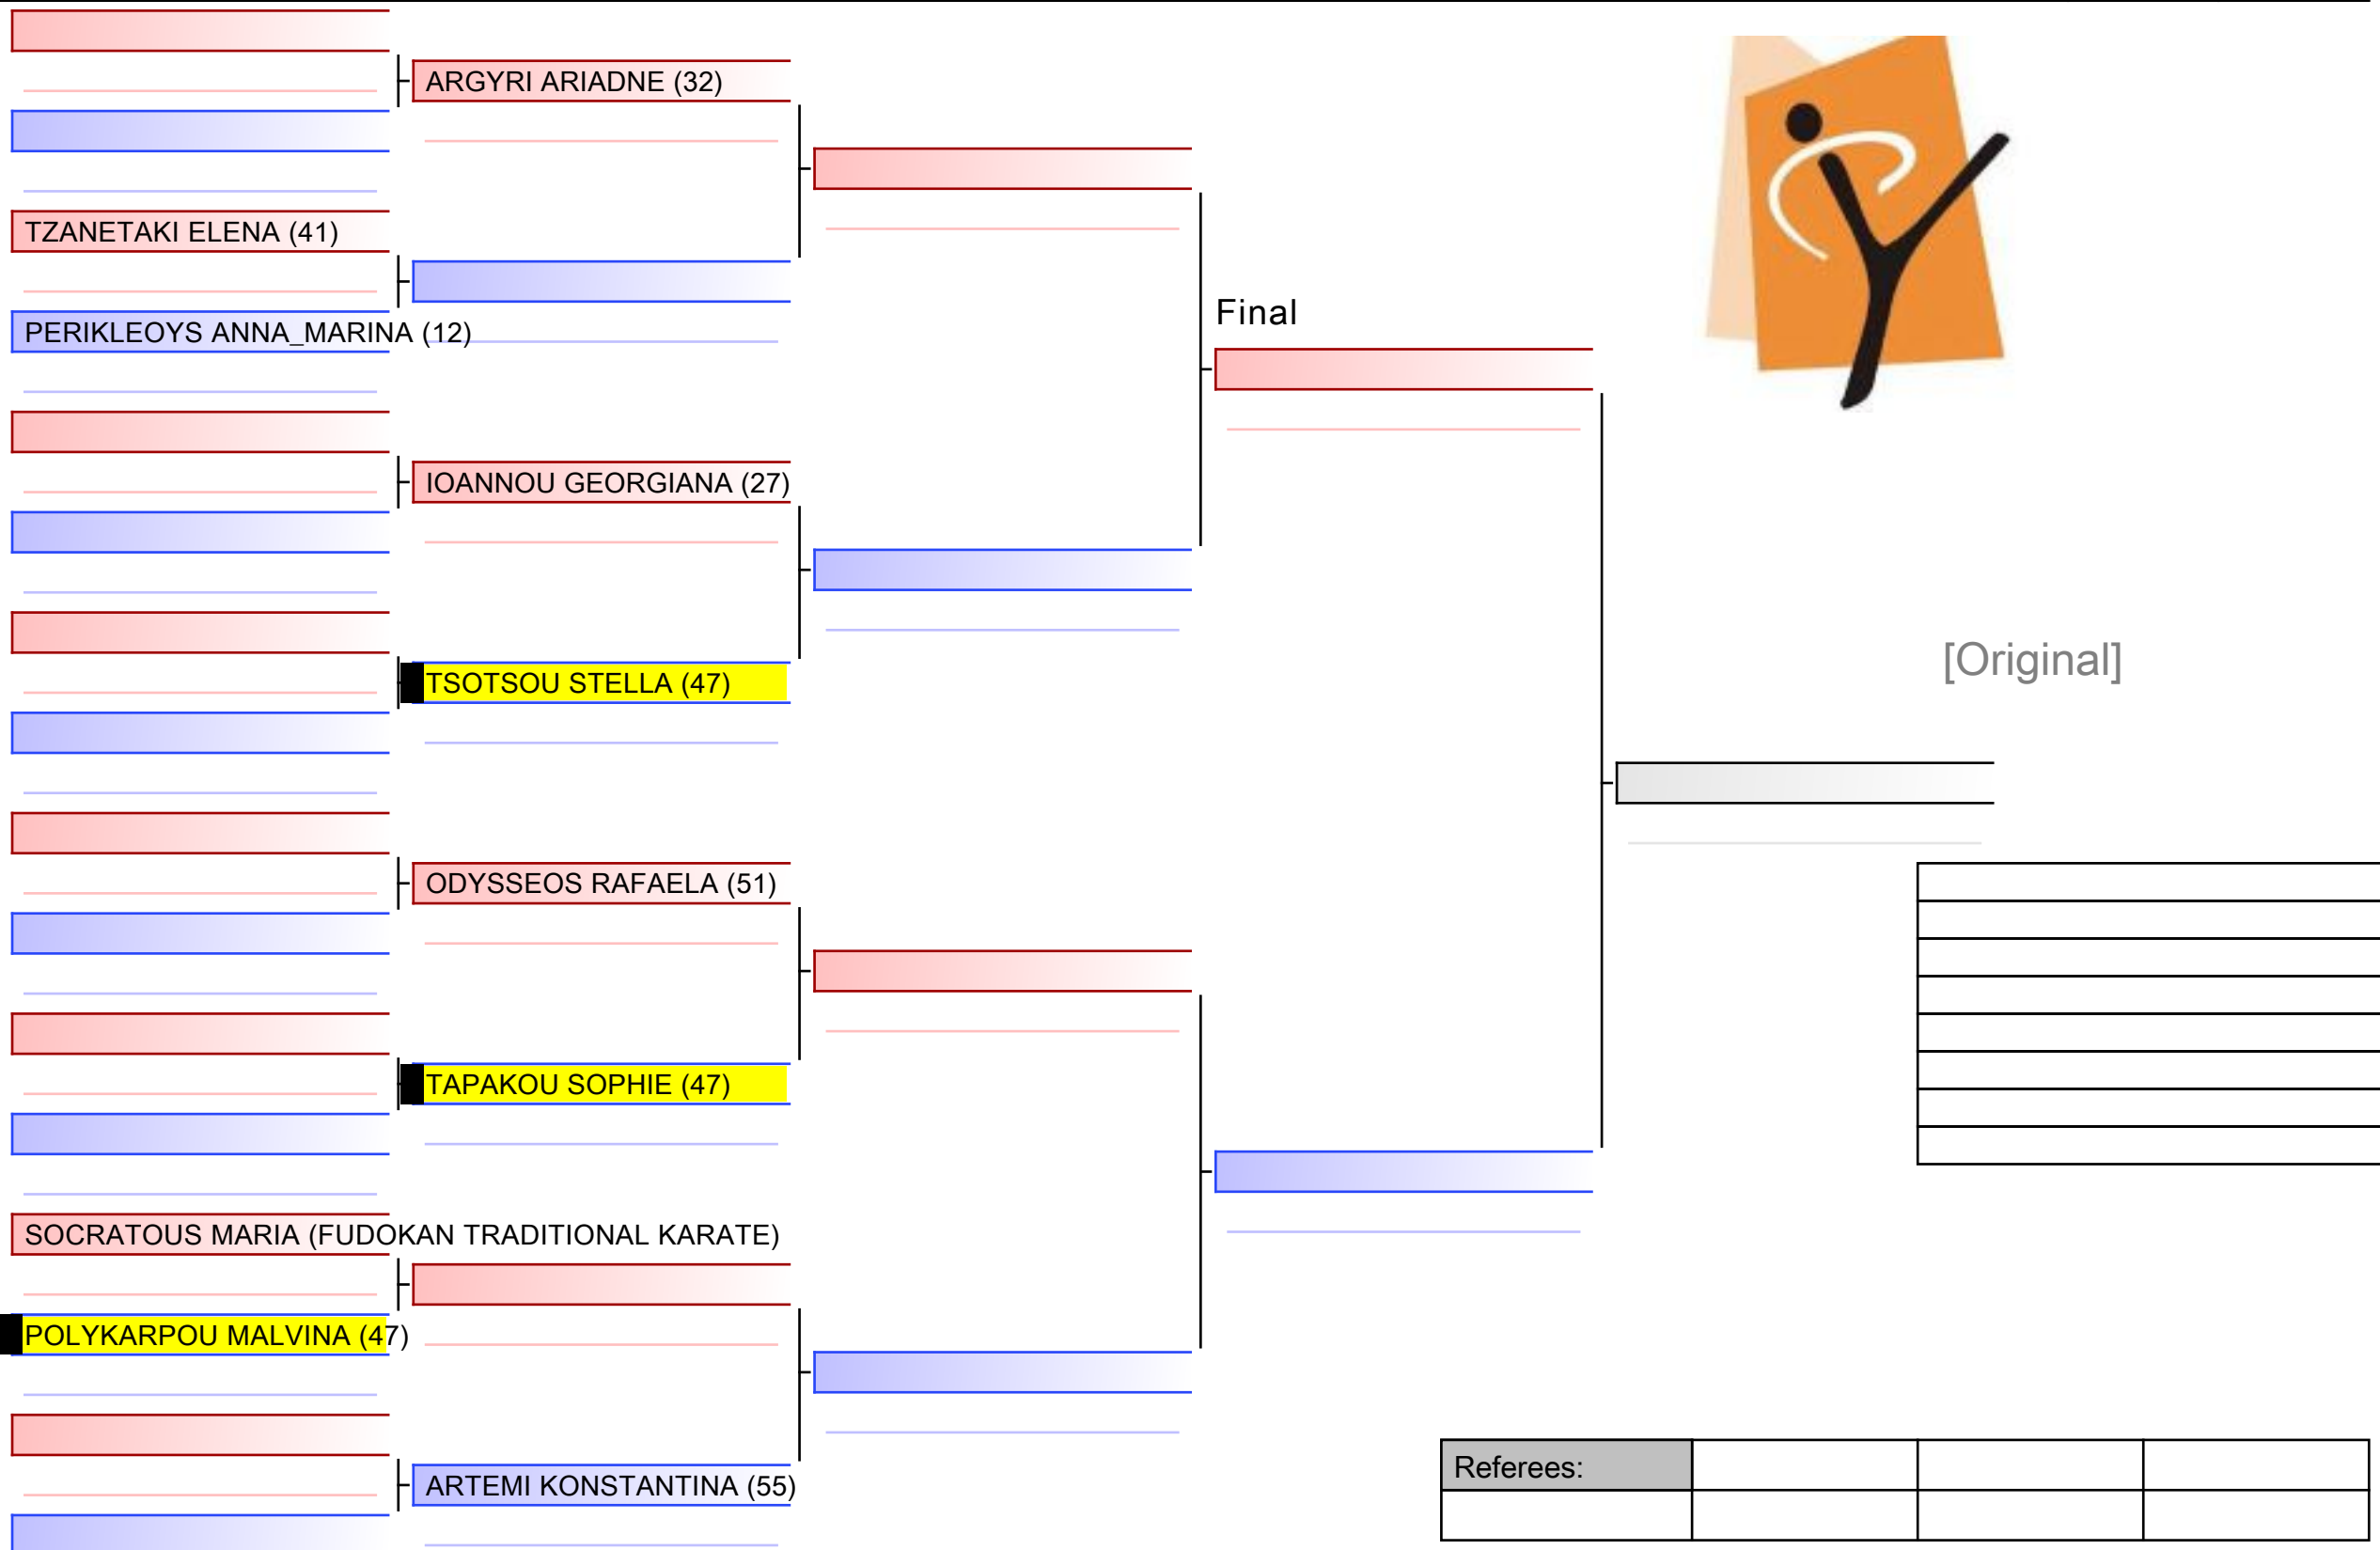 ARGYRI ARIADNE (32)
TZANETAKI ELENA (41)
Final
PERIKLEOYS ANNA_MARINA (12)
IOANNOU GEORGIANA (27)
[Original]
TSOTSOU STELLA (47)
ODYSSEOS RAFAELA (51)
TAPAKOU SOPHIE (47)
SOCRATOUS MARIA (FUDOKAN TRADITIONAL KARATE)
POLYKARPOU MALVINA (47)
Referees:
ARTEMI KONSTANTINA (55)